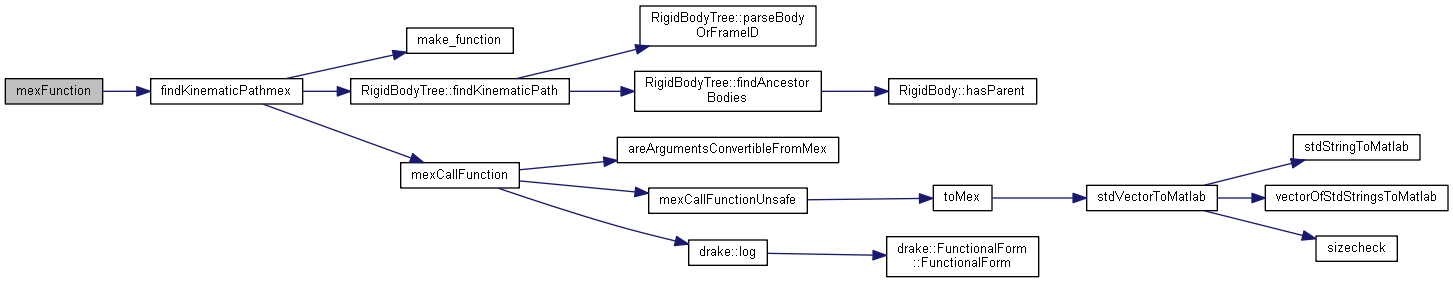 mexFunction
findKinematicPathmex
make_function
RigidBodyTree::findKinematicPath
RigidBodyTree::parseBody
OrFrameID
RigidBodyTree::findAncestor
Bodies
RigidBody::hasParent
mexCallFunction
areArgumentsConvertibleFromMex
mexCallFunctionUnsafe
toMex
stdVectorToMatlab
stdStringToMatlab
vectorOfStdStringsToMatlab
sizecheck
drake::log
drake::FunctionalForm
::FunctionalForm